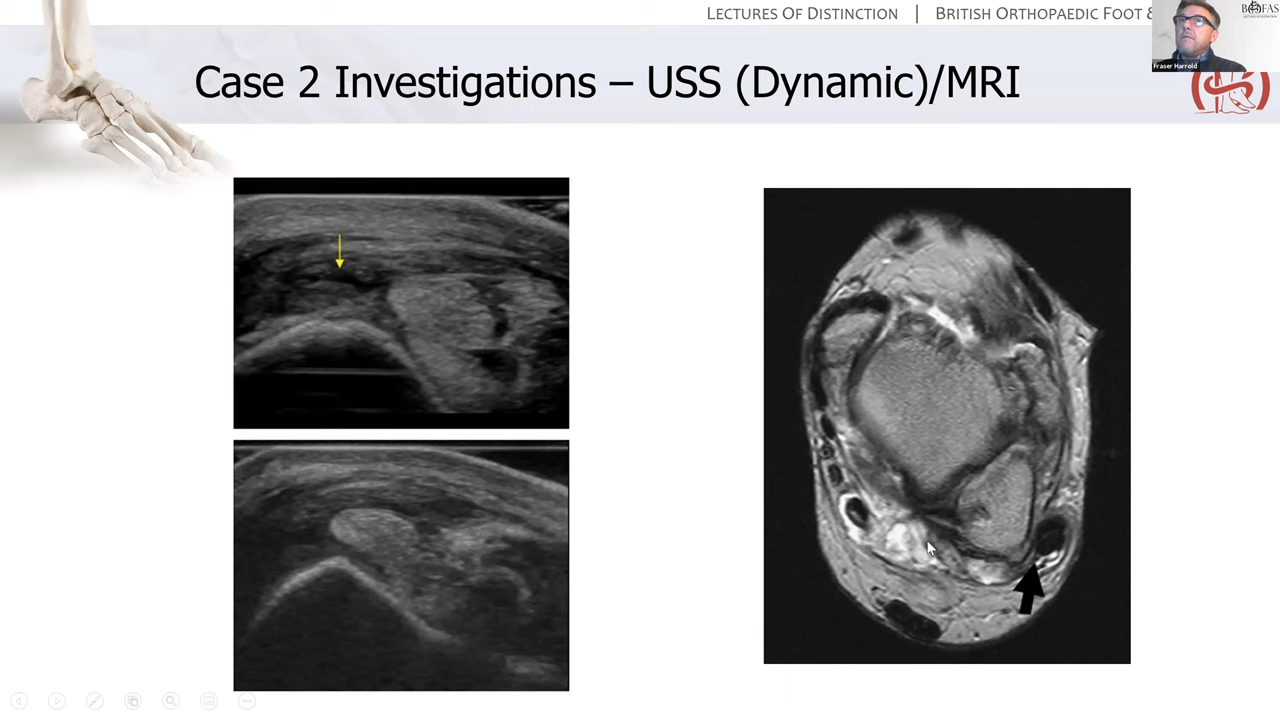 LECTURES OF DISTINCTION | BRITISH ORTHOPAEDIC FOOT &
Case 2 Investigations – USS (Dynamic)/MRI
Fraser Harrold